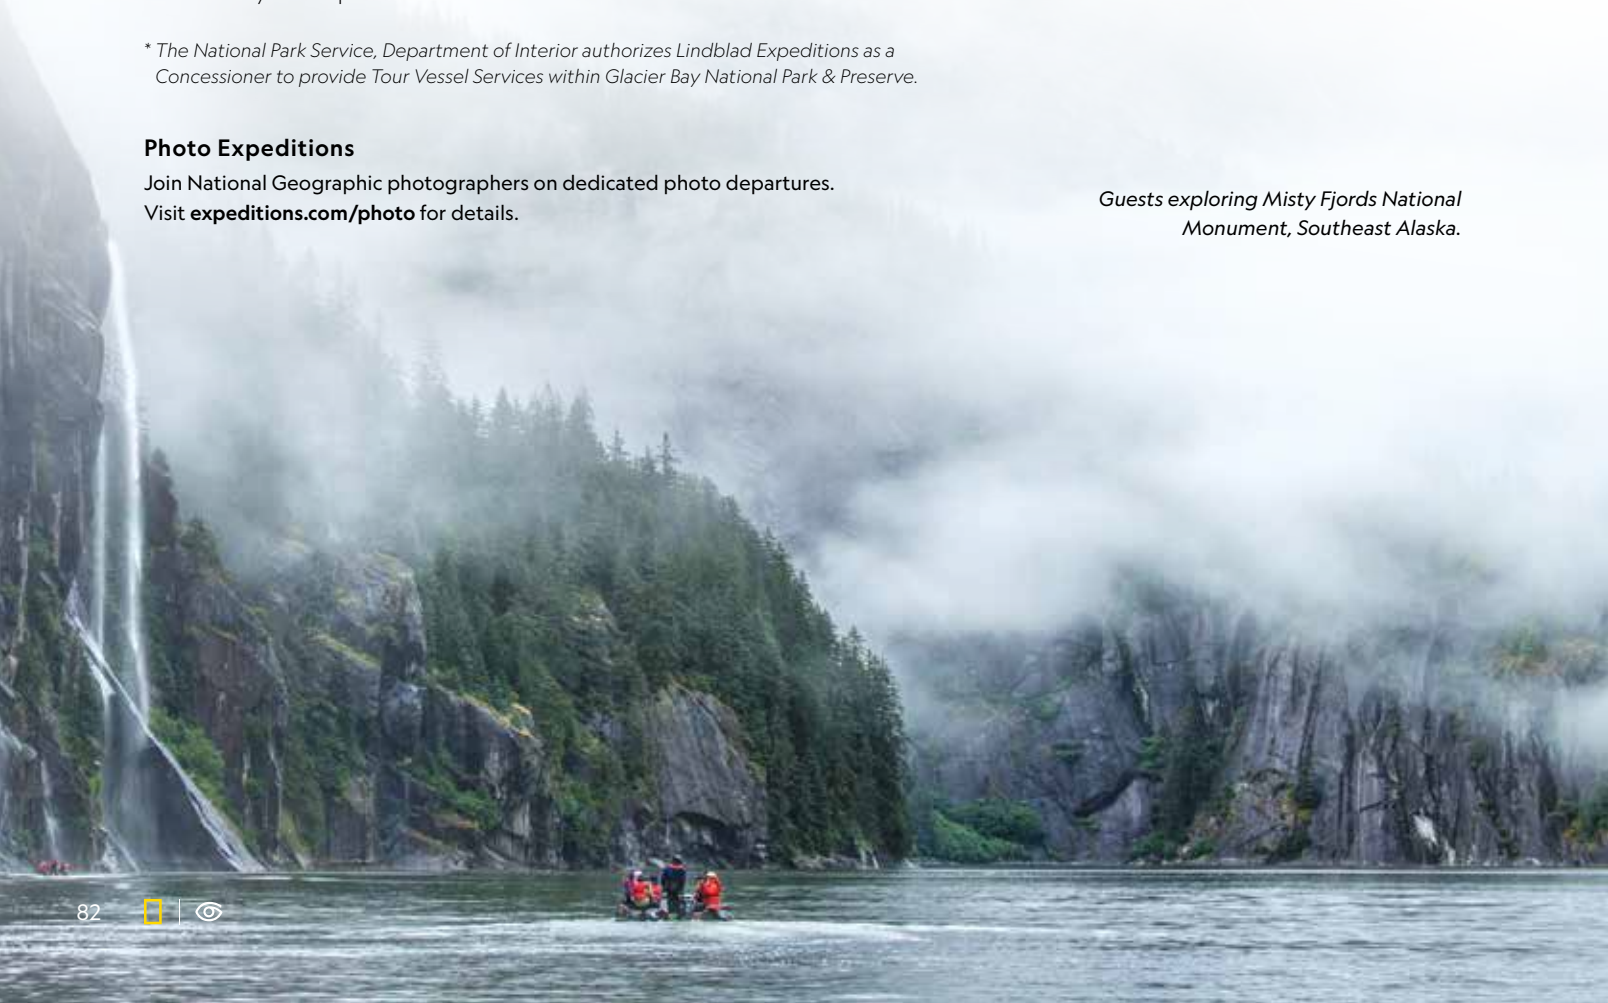 * The National Park Service, Department of Interior authorizes Lindblad Expeditions as a
Concessioner to provide Tour Vessel Services within Glacier Bay National Park & Preserve.
Photo Expeditions
Join National Geographic photographers on dedicated photo departures.
Visit expeditions.com/photo for details.
Guests exploring Misty Fjords National
Monument, Southeast Alaska.
82